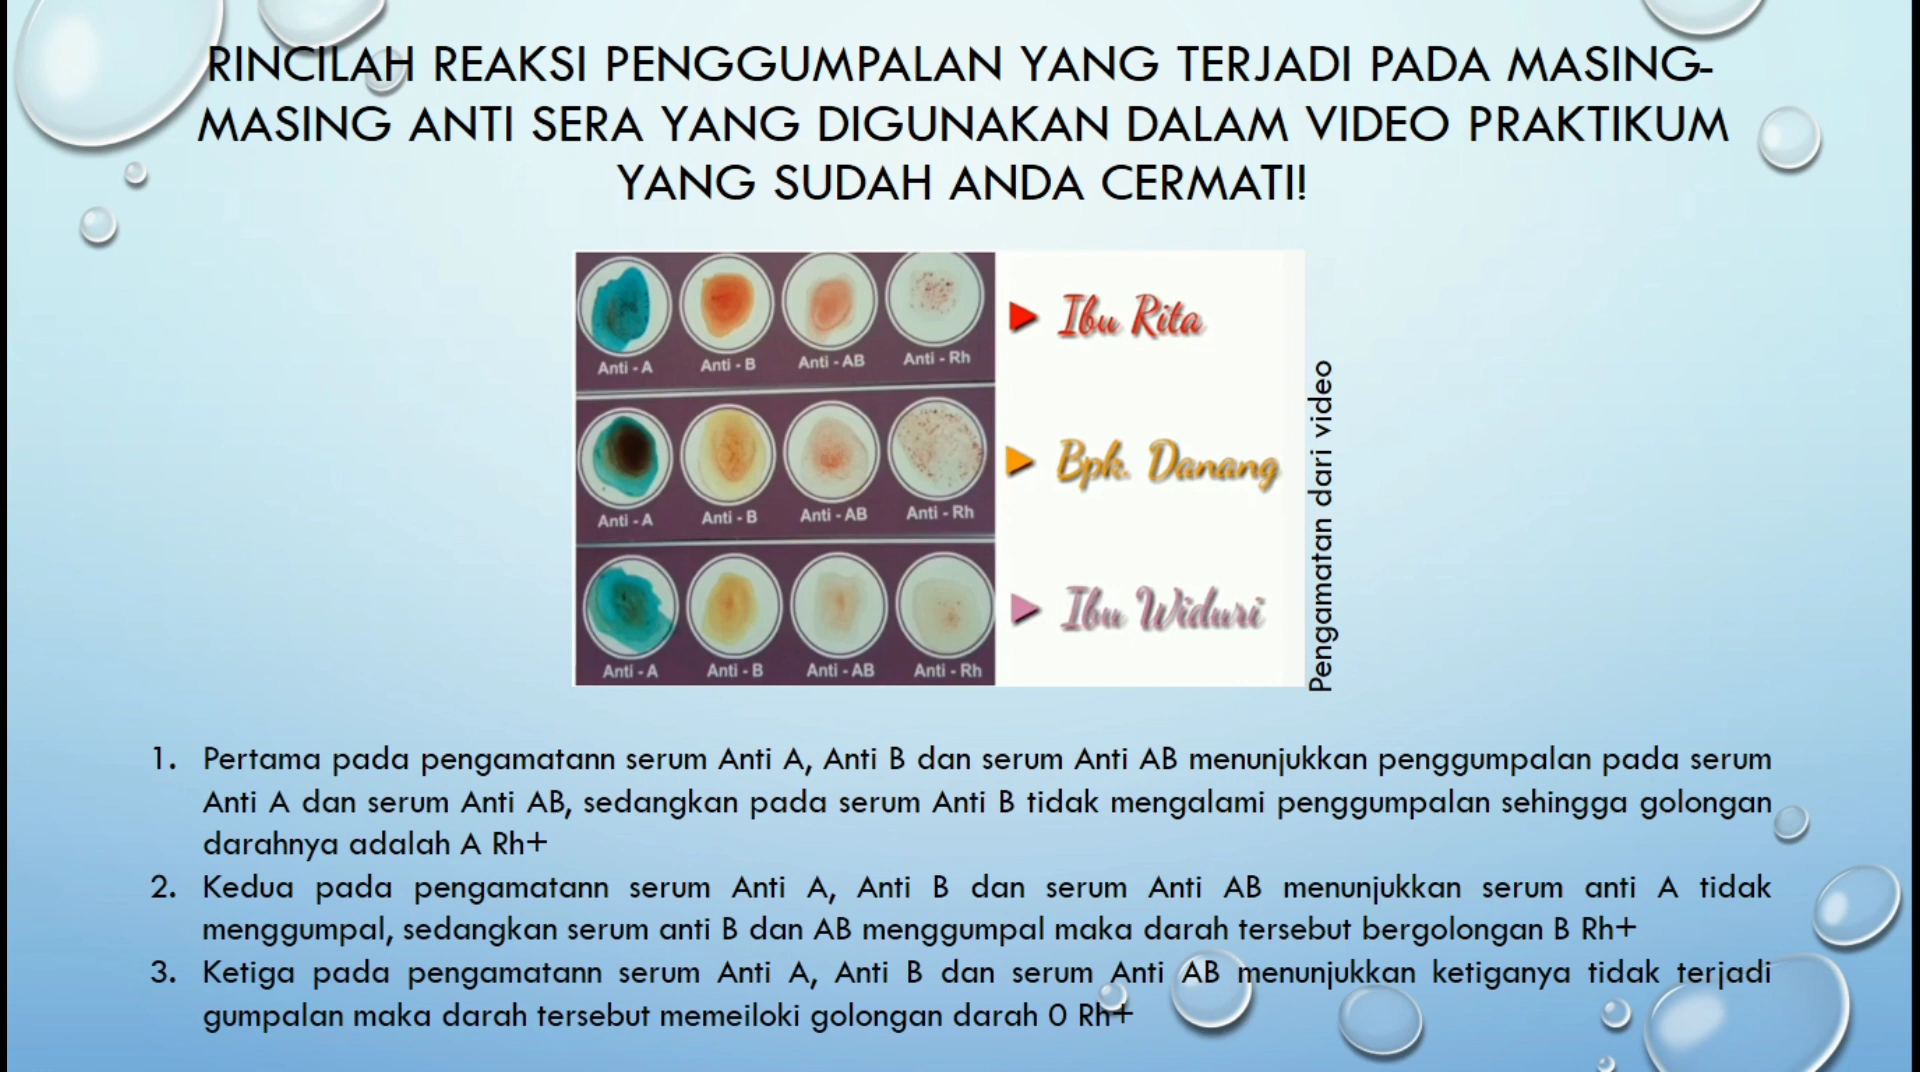 RINCILAH REAKSI PENGGUMPALAN YANG TERJADI PADA MASING-
MASING ANTI SERA YANG DIGUNAKAN DALAM VIDEO PRAKTIKUM
YANG SUDAH ANDA CERMATI!
Anti - A Anti - B Anti - AB Anti - Rh
Ibu Rita
Anti - A Anti - B Anti - AB Anti - Rh
Bpk. Danang
Anti - A Anti - B Anti - AB Anti - Rh
Ibu Widuri
Pengamatan dari video
1. Pertama pada pengamatann serum Anti A, Anti B dan serum Anti AB menunjukkan penggumpalan pada serum
Anti A dan serum Anti AB, sedangkan pada serum Anti B tidak mengalami penggumpalan sehingga golongan
darahnya adalah A Rh+
2. Kedua pada pengamatann serum Anti A, Anti B dan serum Anti AB menunjukkan serum anti A tidak
menggumpal, sedangkan serum anti B dan AB menggumpal maka darah tersebut bergolongan B Rh+
3. Ketiga pada pengamatann serum Anti A, Anti B dan serum Anti AB menunjukkan ketiganya tidak terjadi
gumpalan maka darah tersebut memeiloki golongan darah 0 Rh+